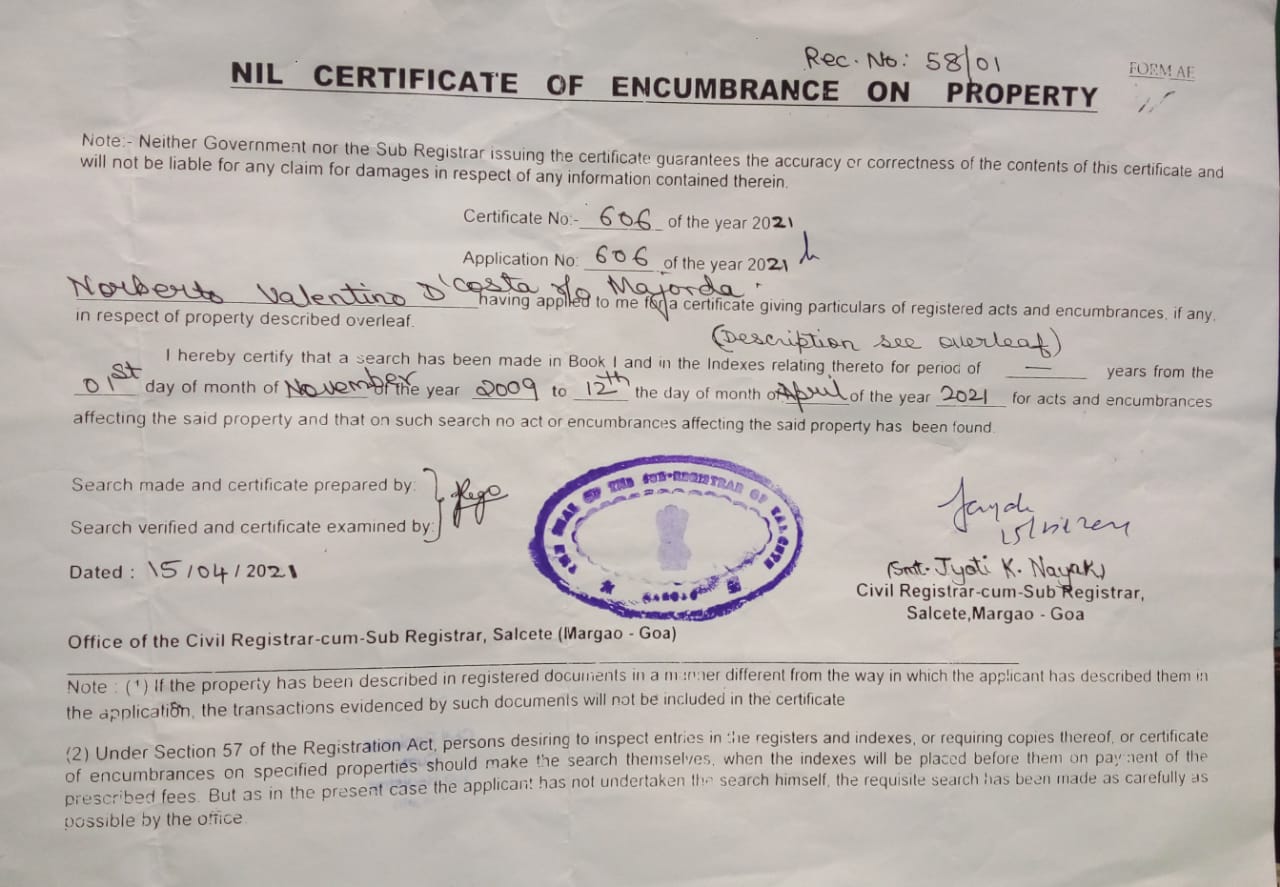 Rec. No: 58/01
FORM AE
NIL CERTIFICATE OF ENCUMBRANCE ON PROPERTY
Note:- Neither Government nor the Sub Registrar issuing the certificate guarantees the accuracy or correctness of the contents of this certificate and
will not be liable for any claim for damages in respect of any information contained therein.
Certificate No:- 606 of the year 2021
Application No: 606 of the year 2021
Norberto Valentino D'Costa r/o Majorda
having applied to me for a certificate giving particulars of registered acts and encumbrances, if any,
in respect of property described overleaf.
(Description see overleaf)
I hereby certify that a search has been made in Book I and in the Indexes relating thereto for period of — years from the
01st day of month of November of the year 2009 to 12th the day of month of April of the year 2021 for acts and encumbrances
affecting the said property and that on such search no act or encumbrances affecting the said property has been found.
Search made and certificate prepared by:
Search verified and certificate examined by:
Dated : 15/04/2021
THE SEAL OF THE SUB-REGISTRAR OF SALCETE
(Smt. Jyoti K. Nayak)
Civil Registrar-cum-Sub Registrar,
Salcete,Margao - Goa
Office of the Civil Registrar-cum-Sub Registrar, Salcete (Margao - Goa)
Note : (1) If the property has been described in registered documents in a manner different from the way in which the applicant has described them in
the application, the transactions evidenced by such documents will not be included in the certificate
(2) Under Section 57 of the Registration Act, persons desiring to inspect entries in the registers and indexes, or requiring copies thereof, or certificate
of encumbrances on specified properties should make the search themselves, when the indexes will be placed before them on payment of the
prescribed fees. But as in the present case the applicant has not undertaken the search himself, the requisite search has been made as carefully as
possible by the office